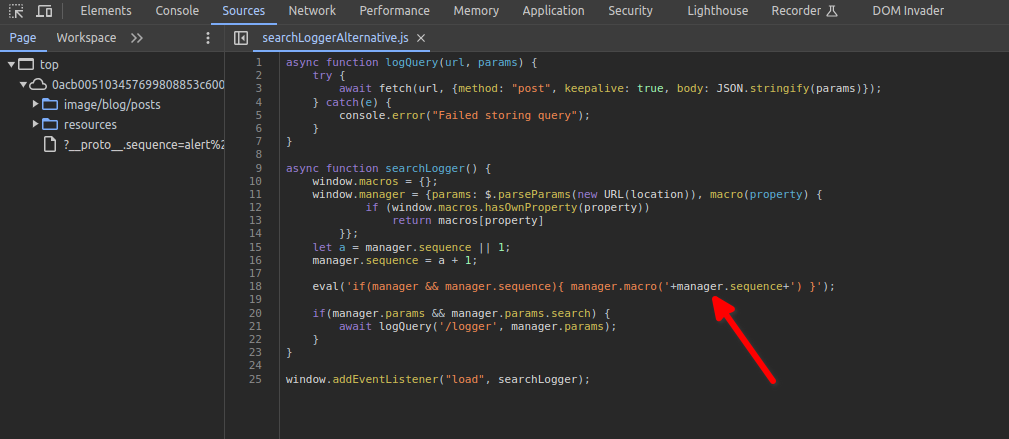 Elements Console Sources Network Performance Memory Application Security Lighthouse Recorder DOM Invader
Page Workspace
searchLoggerAlternative.js
top
0acb005103457699808853c600
image/blog/posts
resources
?__proto__.sequence=alert%2
1 async function logQuery(url, params) {
2 try {
3 await fetch(url, {method: "post", keepalive: true, body: JSON.stringify(params)});
4 } catch(e) {
5 console.error("Failed storing query");
6 }
7 }
8
9 async function searchLogger() {
10 window.macros = {};
11 window.manager = {params: $.parseParams(new URL(location)), macro(property) {
12 if (window.macros.hasOwnProperty(property))
13 return macros[property]
14 }};
15 let a = manager.sequence || 1;
16 manager.sequence = a + 1;
17
18 eval('if(manager && manager.sequence){ manager.macro('+manager.sequence+') }');
19
20 if(manager.params && manager.params.search) {
21 await logQuery('/logger', manager.params);
22 }
23 }
24
25 window.addEventListener("load", searchLogger);